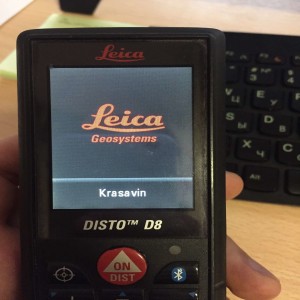 Leica
Leica
Geosystems
Krasavin
DISTO™ D8
ON
DIST